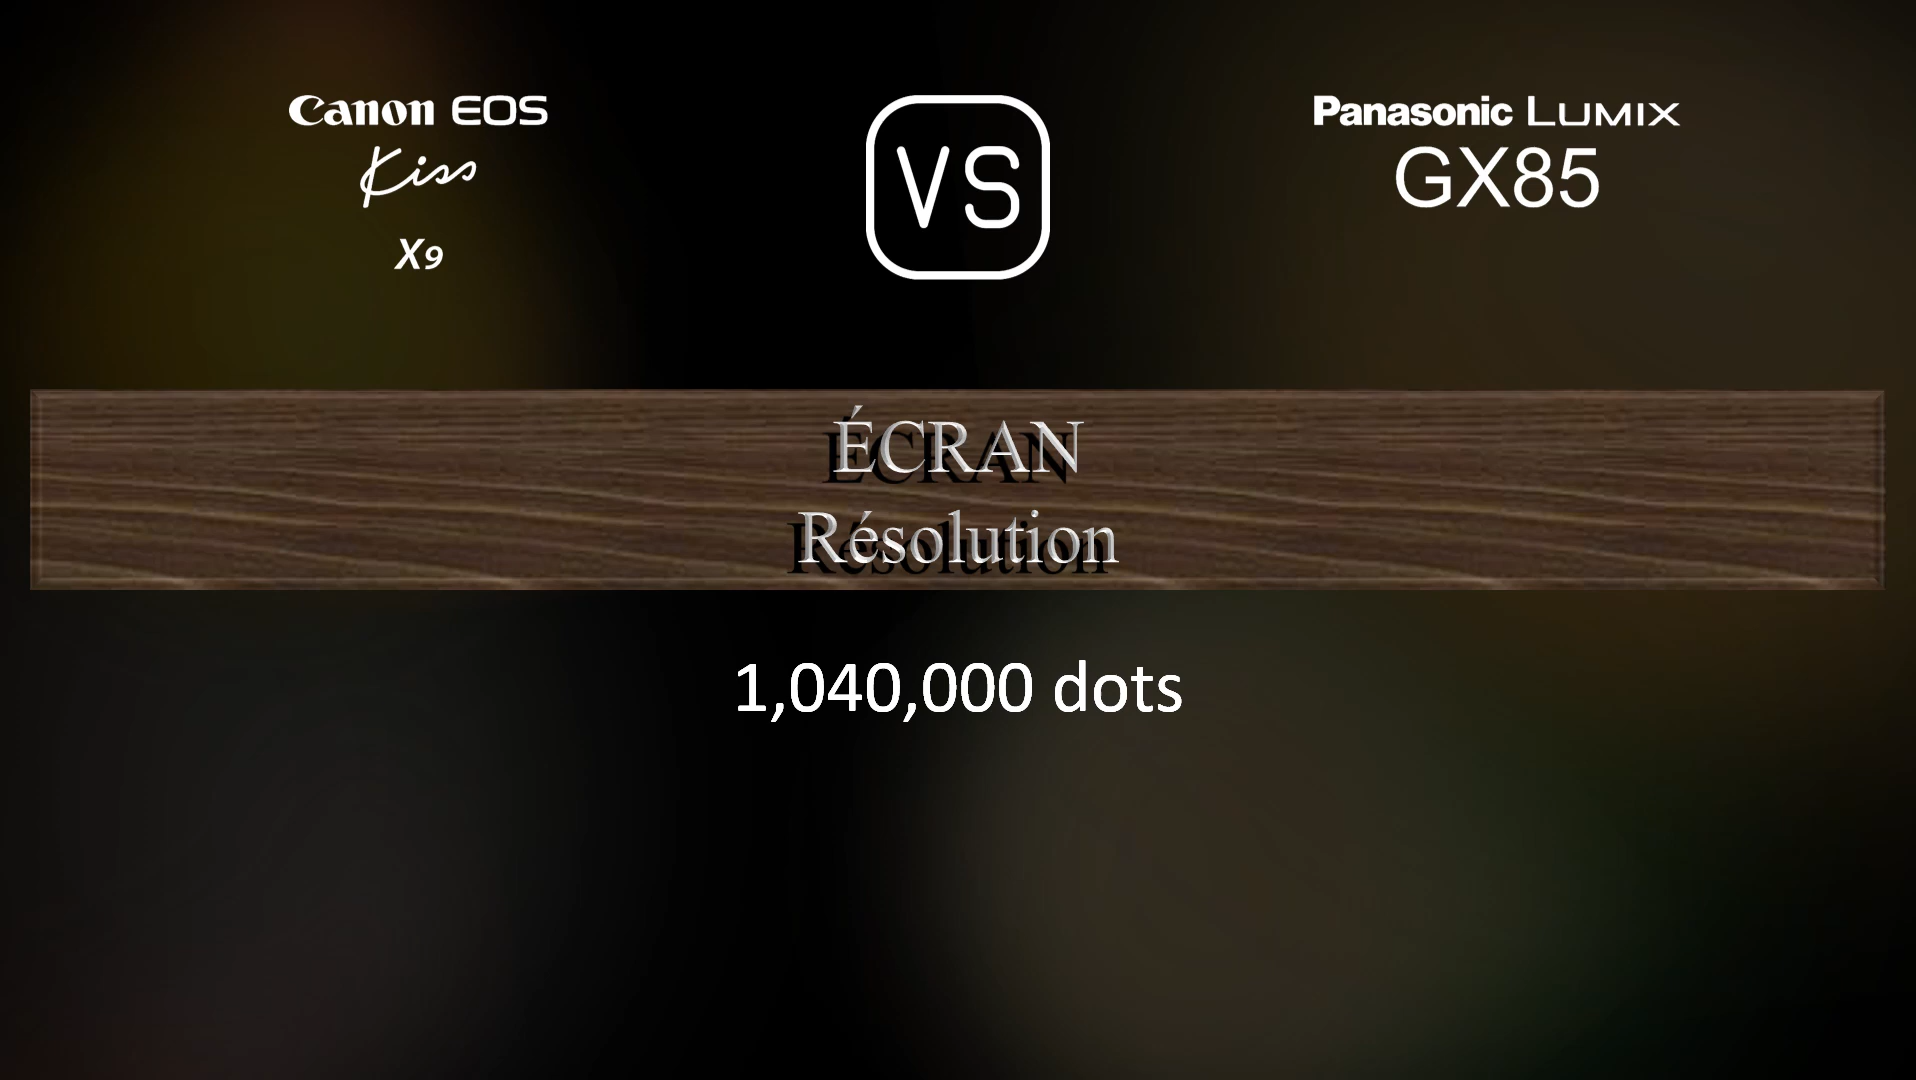 Canon EOS
Kiss
X9
VS
Panasonic LUMIX
GX85
ÉCRAN
Résolution
1,040,000 dots